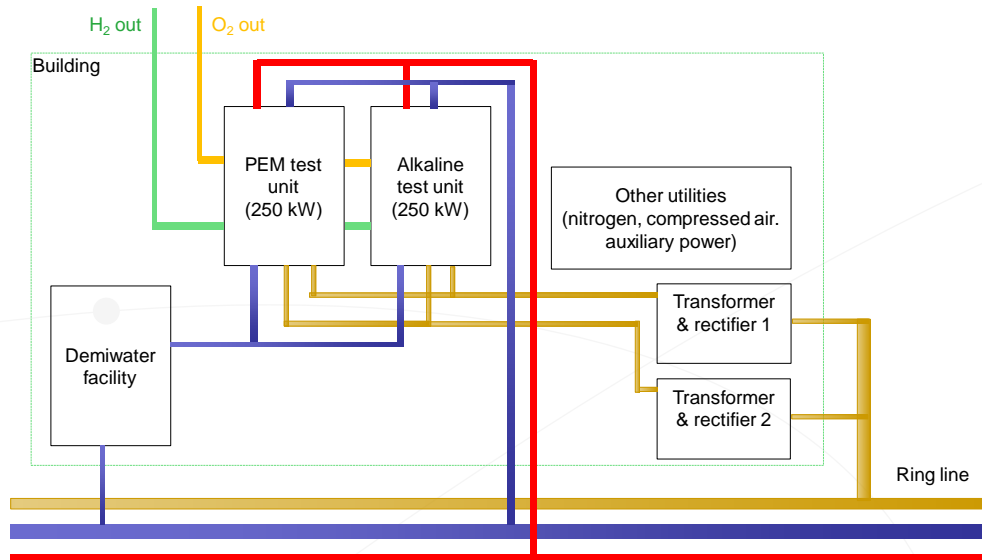 H2 out
O2 out
Building
PEM test
unit
(250 kW)
Alkaline
test unit
(250 kW)
Other utilities
(nitrogen, compressed air.
auxiliary power)
Demiwater
facility
Transformer
& rectifier 1
Transformer
& rectifier 2
Ring line